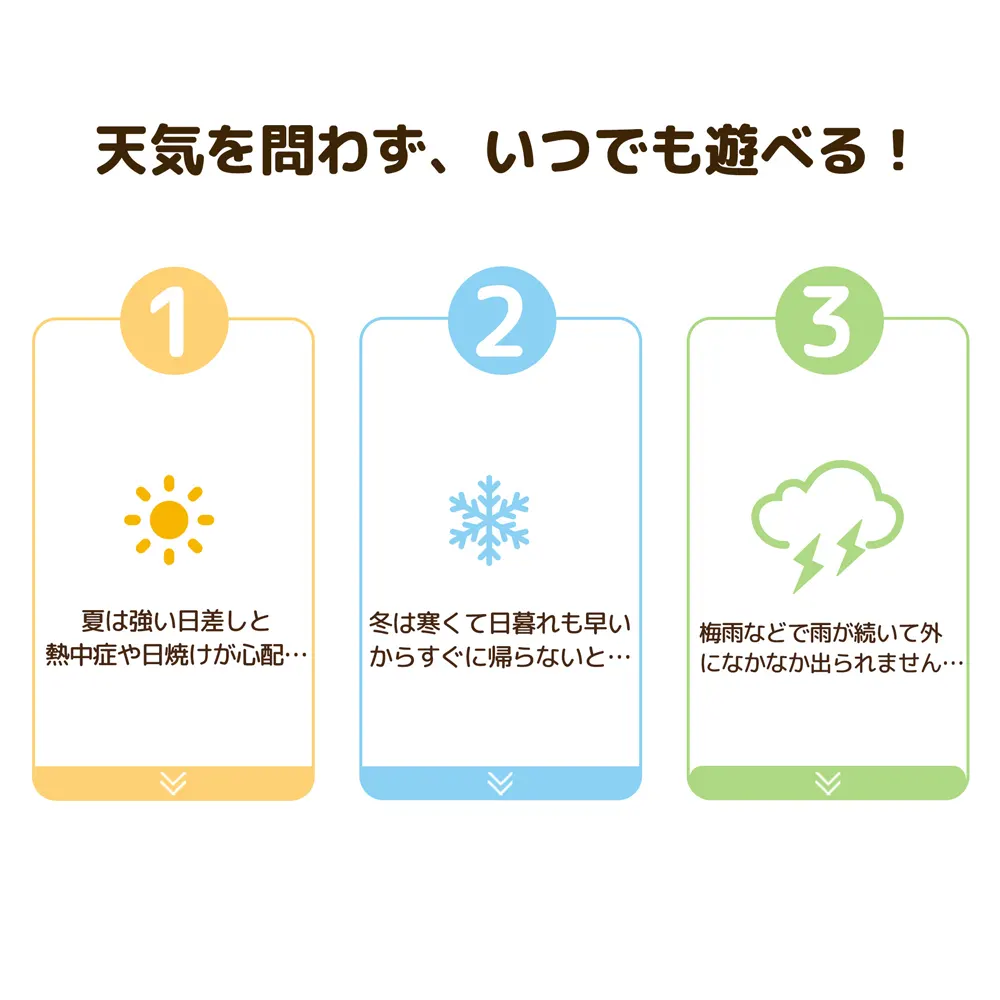 天気を問わず、いつでも遊べる！
1
夏は強い日差しと
熱中症や日焼けが心配…
2
冬は寒くて日暮れも早い
からすぐに帰らないと…
3
梅雨などで雨が続いて外
になかなか出られません…